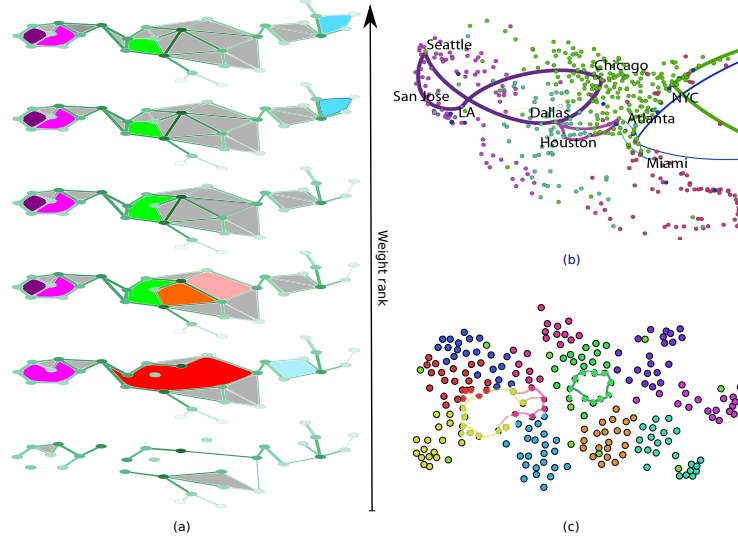 Weight rank
(a)
Seattle
Chicago
San Jose
LA
Dallas
NYC
Atlanta
Houston
Miami
(b)
(c)